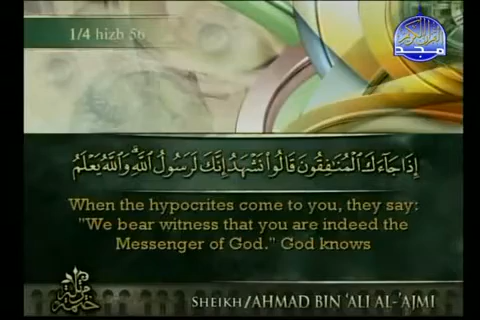 1/4 hizb 56
مجد
إِذَا جَآءَكَ الْمُنَافِقُونَ قَالُوا۟ نَشْهَدُ إِنَّكَ لَرَسُولُ اللَّهِ ۗ وَاللَّهُ يَعْلَمُ
When the hypocrites come to you, they say:
"We bear witness that you are indeed the
Messenger of God." God knows
SHEIKH/AHMAD BIN 'ALI AL-'AJMI